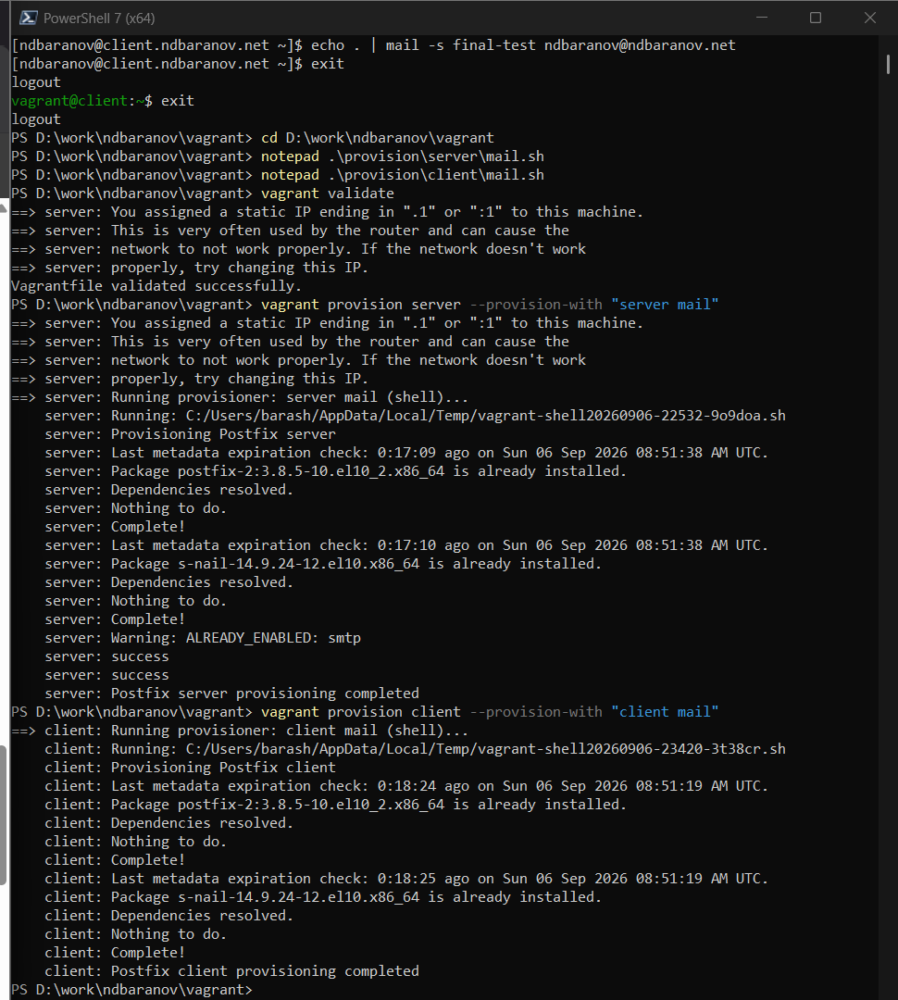 PowerShell 7 (x64)
[ndbaranov@client.ndbaranov.net ~]$ echo . | mail -s final-test ndbaranov@ndbaranov.net
[ndbaranov@client.ndbaranov.net ~]$ exit
logout
vagrant@client:~$ exit
logout
PS D:\work\ndbaranov\vagrant> cd D:\work\ndbaranov\vagrant
PS D:\work\ndbaranov\vagrant> notepad .\provision\server\mail.sh
PS D:\work\ndbaranov\vagrant> notepad .\provision\client\mail.sh
PS D:\work\ndbaranov\vagrant> vagrant validate
==> server: You assigned a static IP ending in ".1" or ":1" to this machine.
==> server: This is very often used by the router and can cause the
==> server: network to not work properly. If the network doesn't work
==> server: properly, try changing this IP.
Vagrantfile validated successfully.
PS D:\work\ndbaranov\vagrant> vagrant provision server --provision-with "server mail"
==> server: You assigned a static IP ending in ".1" or ":1" to this machine.
==> server: This is very often used by the router and can cause the
==> server: network to not work properly. If the network doesn't work
==> server: properly, try changing this IP.
==> server: Running provisioner: server mail (shell)...
    server: Running: C:/Users/barash/AppData/Local/Temp/vagrant-shell20260906-22532-9o9doa.sh
    server: Provisioning Postfix server
    server: Last metadata expiration check: 0:17:09 ago on Sun 06 Sep 2026 08:51:38 AM UTC.
    server: Package postfix-2:3.8.5-10.el10_2.x86_64 is already installed.
    server: Dependencies resolved.
    server: Nothing to do.
    server: Complete!
    server: Last metadata expiration check: 0:17:10 ago on Sun 06 Sep 2026 08:51:38 AM UTC.
    server: Package s-nail-14.9.24-12.el10.x86_64 is already installed.
    server: Dependencies resolved.
    server: Nothing to do.
    server: Complete!
    server: Warning: ALREADY_ENABLED: smtp
    server: success
    server: success
    server: Postfix server provisioning completed
PS D:\work\ndbaranov\vagrant> vagrant provision client --provision-with "client mail"
==> client: Running provisioner: client mail (shell)...
    client: Running: C:/Users/barash/AppData/Local/Temp/vagrant-shell20260906-23420-3t38cr.sh
    client: Provisioning Postfix client
    client: Last metadata expiration check: 0:18:24 ago on Sun 06 Sep 2026 08:51:19 AM UTC.
    client: Package postfix-2:3.8.5-10.el10_2.x86_64 is already installed.
    client: Dependencies resolved.
    client: Nothing to do.
    client: Complete!
    client: Last metadata expiration check: 0:18:25 ago on Sun 06 Sep 2026 08:51:19 AM UTC.
    client: Package s-nail-14.9.24-12.el10.x86_64 is already installed.
    client: Dependencies resolved.
    client: Nothing to do.
    client: Complete!
    client: Postfix client provisioning completed
PS D:\work\ndbaranov\vagrant>